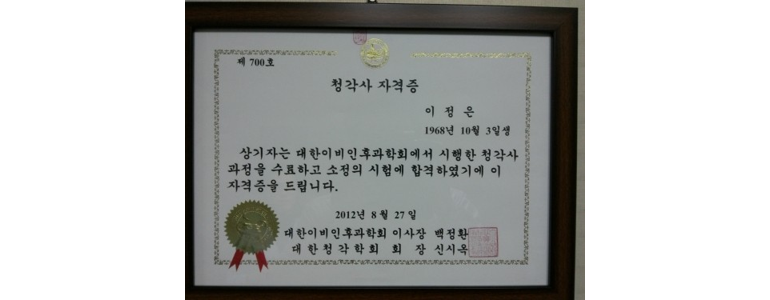 제 700호
청각사 자격증
이 정 은
1968년 10월 3일생
상기자는 대한이비인후과학회에서 시행한 청각사
과정을 수료하고 소정의 시험에 합격하였기에 이
자격증을 드립니다.
2012년 8월 27일
대한이비인후과학회 이사장 백정환
대 한 청 각 학 회 회 장 신시옥